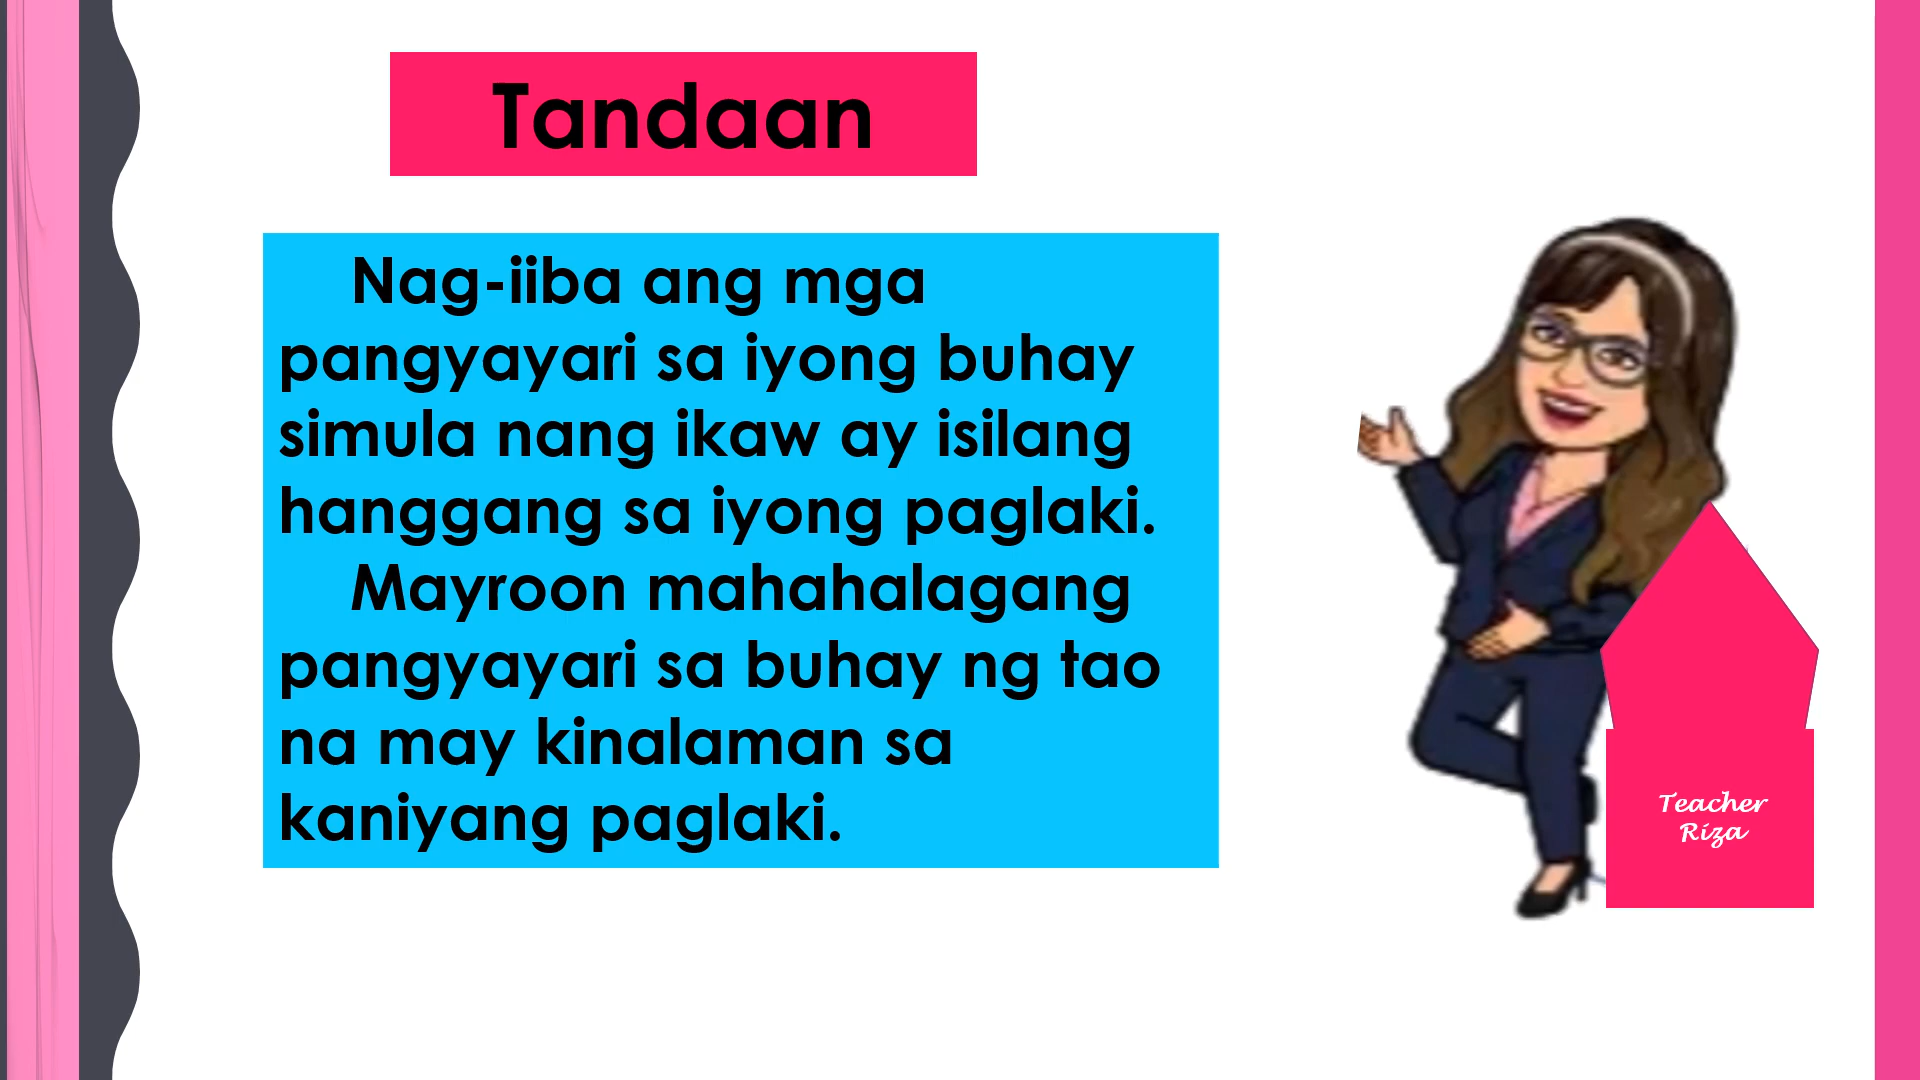 Tandaan
Nag-iiba ang mga
pangyayari sa iyong buhay
simula nang ikaw ay isilang
hanggang sa iyong paglaki.
Mayroon mahahalagang
pangyayari sa buhay ng tao
na may kinalaman sa
kaniyang paglaki.
Teacher
Riza